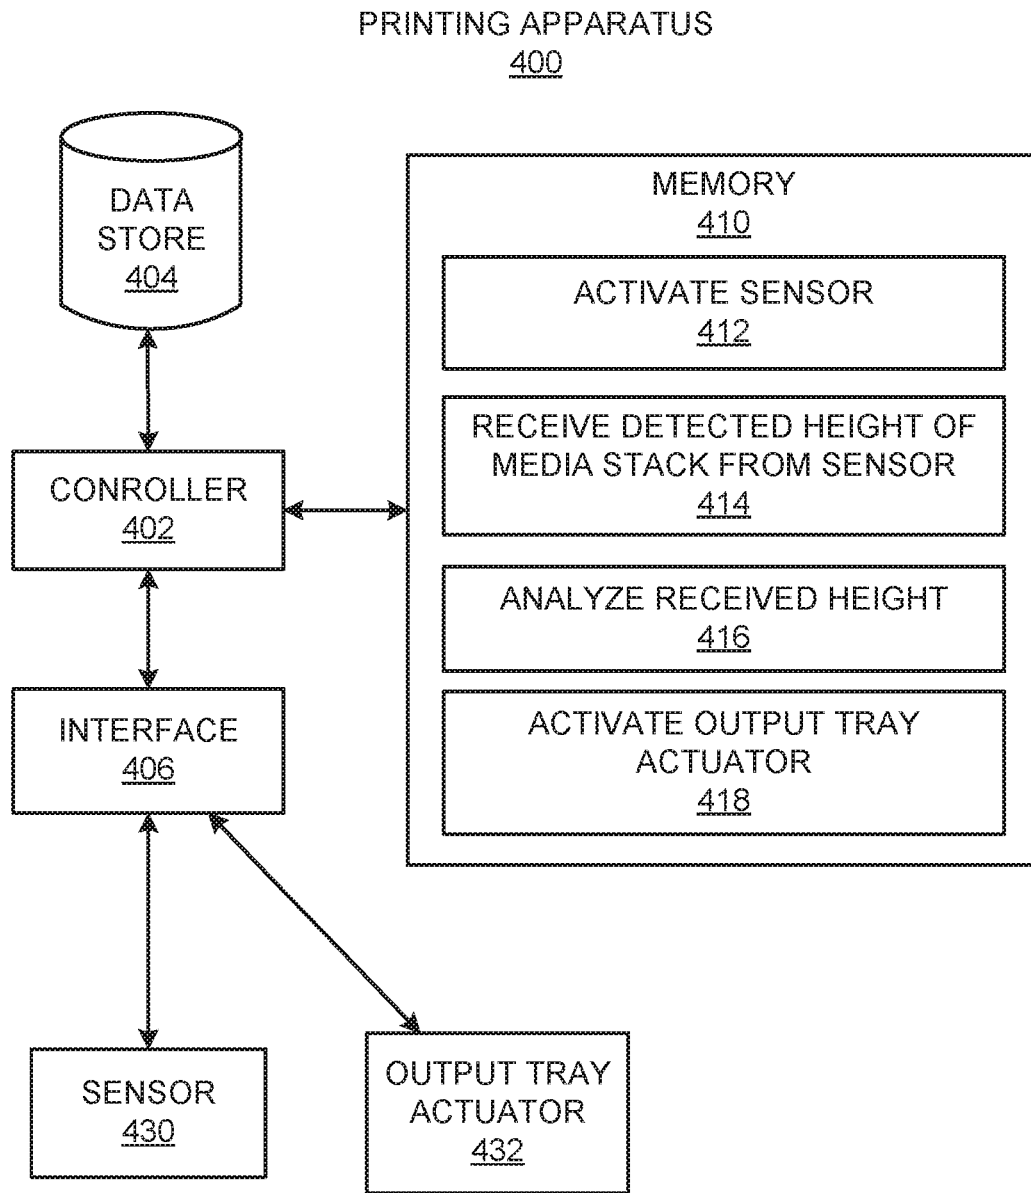 PRINTING APPARATUS
400
DATA
STORE
404
CONROLLER
402
INTERFACE
406
SENSOR
430
OUTPUT TRAY
ACTUATOR
432
MEMORY
410
ACTIVATE SENSOR
412
RECEIVE DETECTED HEIGHT OF
MEDIA STACK FROM SENSOR
414
ANALYZE RECEIVED HEIGHT
416
ACTIVATE OUTPUT TRAY
ACTUATOR
418